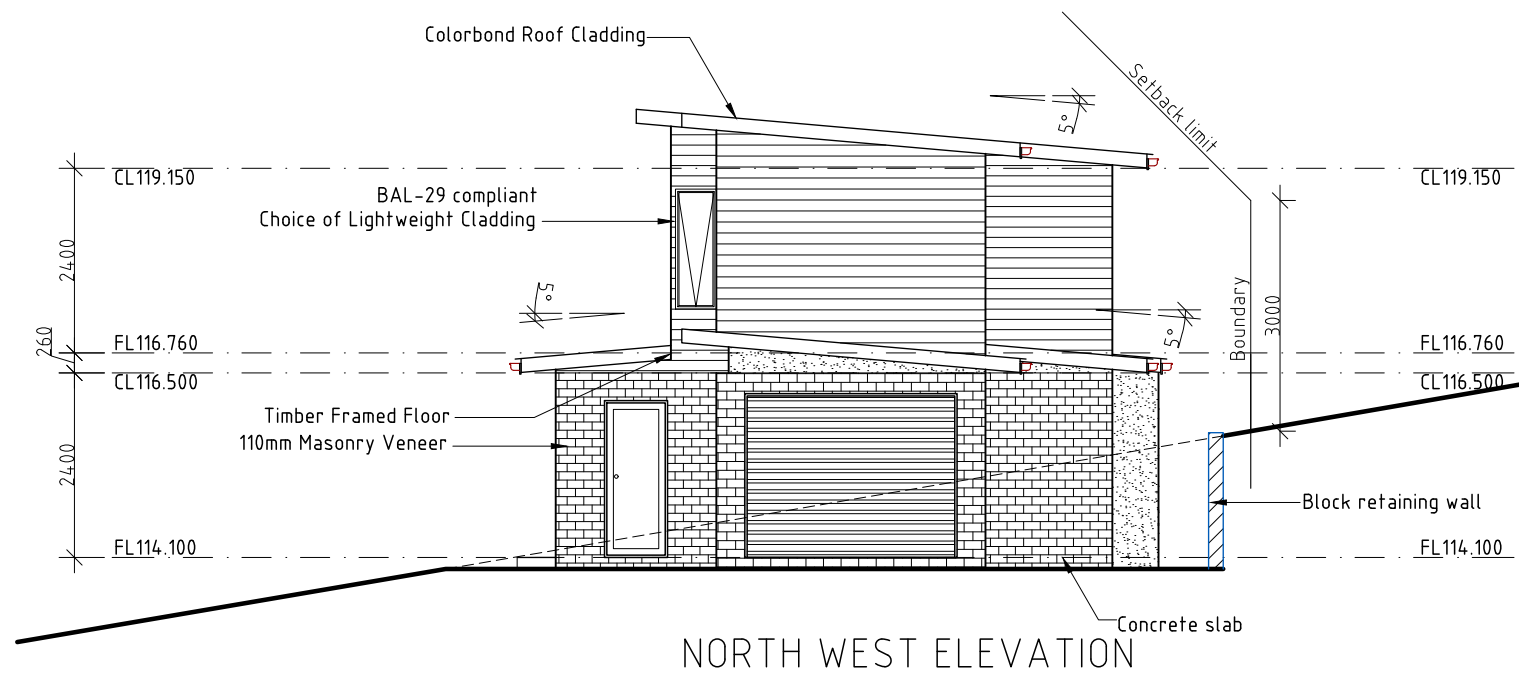 Colorbond Roof Cladding
Setback limit
5°
CL119.150
CL119.150
BAL-29 compliant
Choice of Lightweight Cladding
2400
5°
Boundary
3000
5°
260
FL116.760
FL116.760
CL116.500
CL116.500
Timber Framed Floor
110mm Masonry Veneer
2400
Block retaining wall
FL114.100
FL114.100
Concrete slab
NORTH WEST ELEVATION